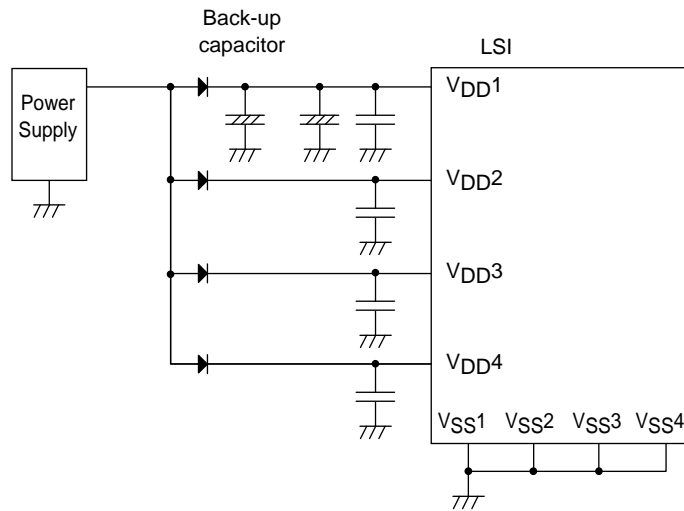 Back-up
capacitor
LSI
Power
Supply
VDD1
VDD2
VDD3
VDD4
VSS1 VSS2 VSS3 VSS4